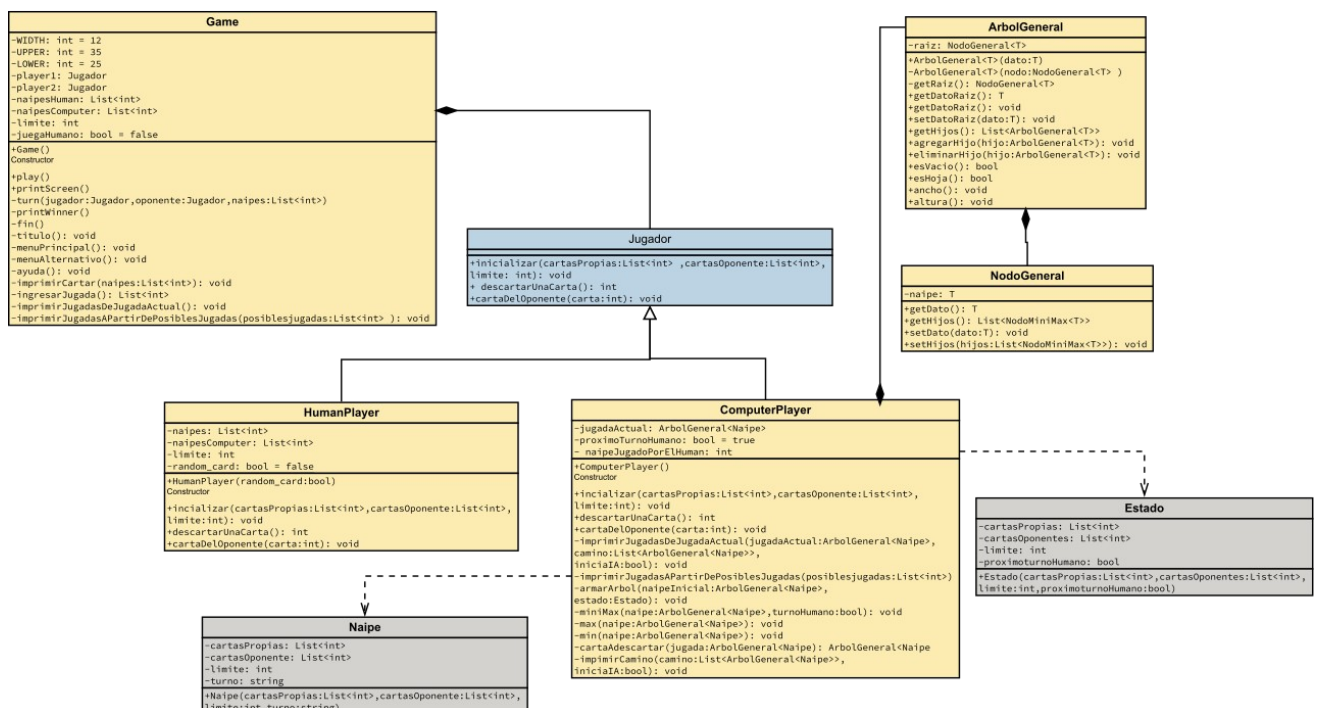 Game
-WIDTH: int = 12
-UPPER: int = 35
-LOWER: int = 25
-player1: Jugador
-player2: Jugador
-naipesHuman: List<int>
-naipesComputer: List<int>
-limite: int
-juegaHumano: bool = false
+Game()
Constructor
+play()
+printScreen()
-turn(jugador:Jugador,oponente:Jugador,naipes:List<int>)
-printWinner()
-fin()
-titulo(): void
-menuPrincipal(): void
-menuAlternativo(): void
-ayuda(): void
-imprimirCartar(naipes:List<int>): void
-ingresarJugada(): List<int>
-imprimirJugadasDeJugadaActual(): void
-imprimirJugadasAPartirDePosiblesJugadas(posiblesjugadas:List<int> ): void
Jugador
+inicializar(cartasPropias:List<int> ,cartasOponente:List<int>,
limite: int): void
+ descartarUnaCarta(): int
+cartaDelOponente(carta:int): void
ArbolGeneral
-raiz: NodoGeneral<T>
+ArbolGeneral<T>(dato:T)
-ArbolGeneral<T>(nodo:NodoGeneral<T> )
-getRaiz(): NodoGeneral<T>
+getDatoRaiz(): T
+getDatoRaiz(): void
+setDatoRaiz(dato:T): void
+getHijos(): List<ArbolGeneral<T>>
+agregarHijo(hijo:ArbolGeneral<T>): void
+eliminarHijo(hijo:ArbolGeneral<T>): void
+esVacio(): bool
+esHoja(): bool
+ancho(): void
+altura(): void
NodoGeneral
-naipe: T
+getDato(): T
+getHijos(): List<NodoMiniMax<T>>
+setDato(dato:T): void
+setHijos(hijos:List<NodoMiniMax<T>>): void
HumanPlayer
-naipes: List<int>
-naipesComputer: List<int>
-limite: int
-random_card: bool = false
+HumanPlayer(random_card:bool)
Constructor
+incializar(cartasPropias:List<int>,cartasOponente:List<int>,
limite:int): void
+descartarUnaCarta(): int
+cartaDelOponente(carta:int): void
ComputerPlayer
-jugadaActual: ArbolGeneral<Naipe>
-proximoTurnoHumano: bool = true
- naipeJugadoPorElHuman: int
+ComputerPlayer()
Constructor
+incializar(cartasPropias:List<int>,cartasOponente:List<int>,
limite:int): void
+descartarUnaCarta(): int
+cartaDelOponente(carta:int): void
-imprimirJugadasDeJugadaActual(jugadaActual:ArbolGeneral<Naipe>,
camino:List<ArbolGeneral<Naipe>>,
iniciaIA:bool): void
-imprimirJugadasAPartirDePosiblesJugadas(posiblesjugadas:List<int>)
-armarArbol(naipeInicial:ArbolGeneral<Naipe>,
estado:Estado): void
-miniMax(naipe:ArbolGeneral<Naipe>,turnoHumano:bool): void
-max(naipe:ArbolGeneral<Naipe>): void
-min(naipe:ArbolGeneral<Naipe>): void
-cartaAdescartar(jugada:ArbolGeneral<Naipe>): ArbolGeneral<Naipe
-impimirCamino(camino:List<ArbolGeneral<Naipe>>,
iniciaIA:bool): void
Estado
-cartasPropias: List<int>
-cartasOponentes: List<int>
-limite: int
-proximoturnoHumano: bool
+Estado(cartasPropias:List<int>,cartasOponentes:List<int>,
limite:int,proximoturnoHumano:bool)
Naipe
-cartasPropias: List<int>
-cartasOponente: List<int>
-limite: int
-turno: string
+Naipe(cartasPropias:List<int>,cartasOponente:List<int>,
limite:int,turno:string)